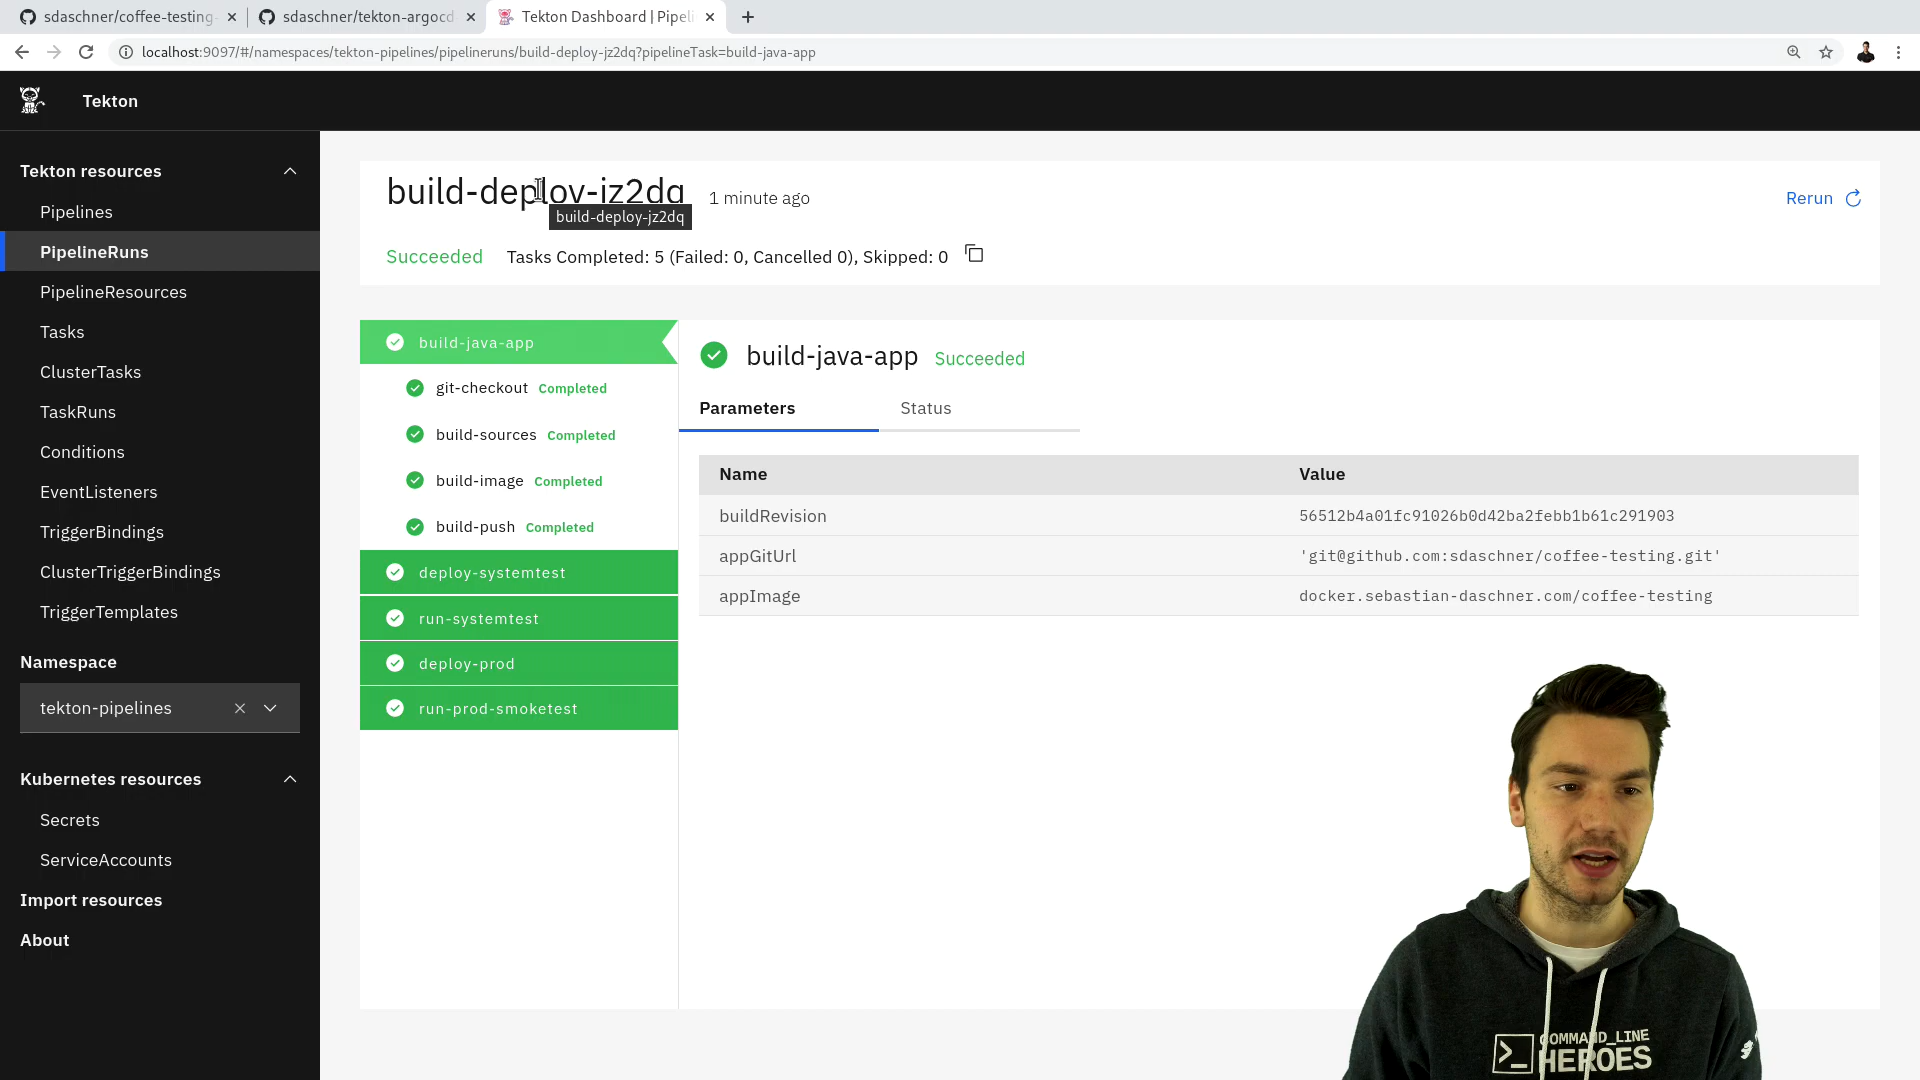 sdaschner/coffee-testing
sdaschner/tekton-argocd
Tekton Dashboard | Pipeli
localhost:9097/#/namespaces/tekton-pipelines/pipelineruns/build-deploy-jz2dq?pipelineTask=build-java-app
Tekton
Tekton resources
Pipelines
PipelineRuns
PipelineResources
Tasks
ClusterTasks
TaskRuns
Conditions
EventListeners
TriggerBindings
ClusterTriggerBindings
TriggerTemplates
Namespace
tekton-pipelines
Kubernetes resources
Secrets
ServiceAccounts
Import resources
About
build-deploy-jz2dq 1 minute ago
build-deploy-jz2dq
Rerun
Succeeded Tasks Completed: 5 (Failed: 0, Cancelled 0), Skipped: 0
build-java-app
git-checkout Completed
build-sources Completed
build-image Completed
build-push Completed
deploy-systemtest
run-systemtest
deploy-prod
run-prod-smoketest
build-java-app Succeeded
Parameters Status
Name Value
buildRevision 56512b4a01fc91026b0d42ba2febb1b61c291903
appGitUrl 'git@github.com:sdaschner/coffee-testing.git'
appImage docker.sebastian-daschner.com/coffee-testing
COMMAND_LINE
HEROES